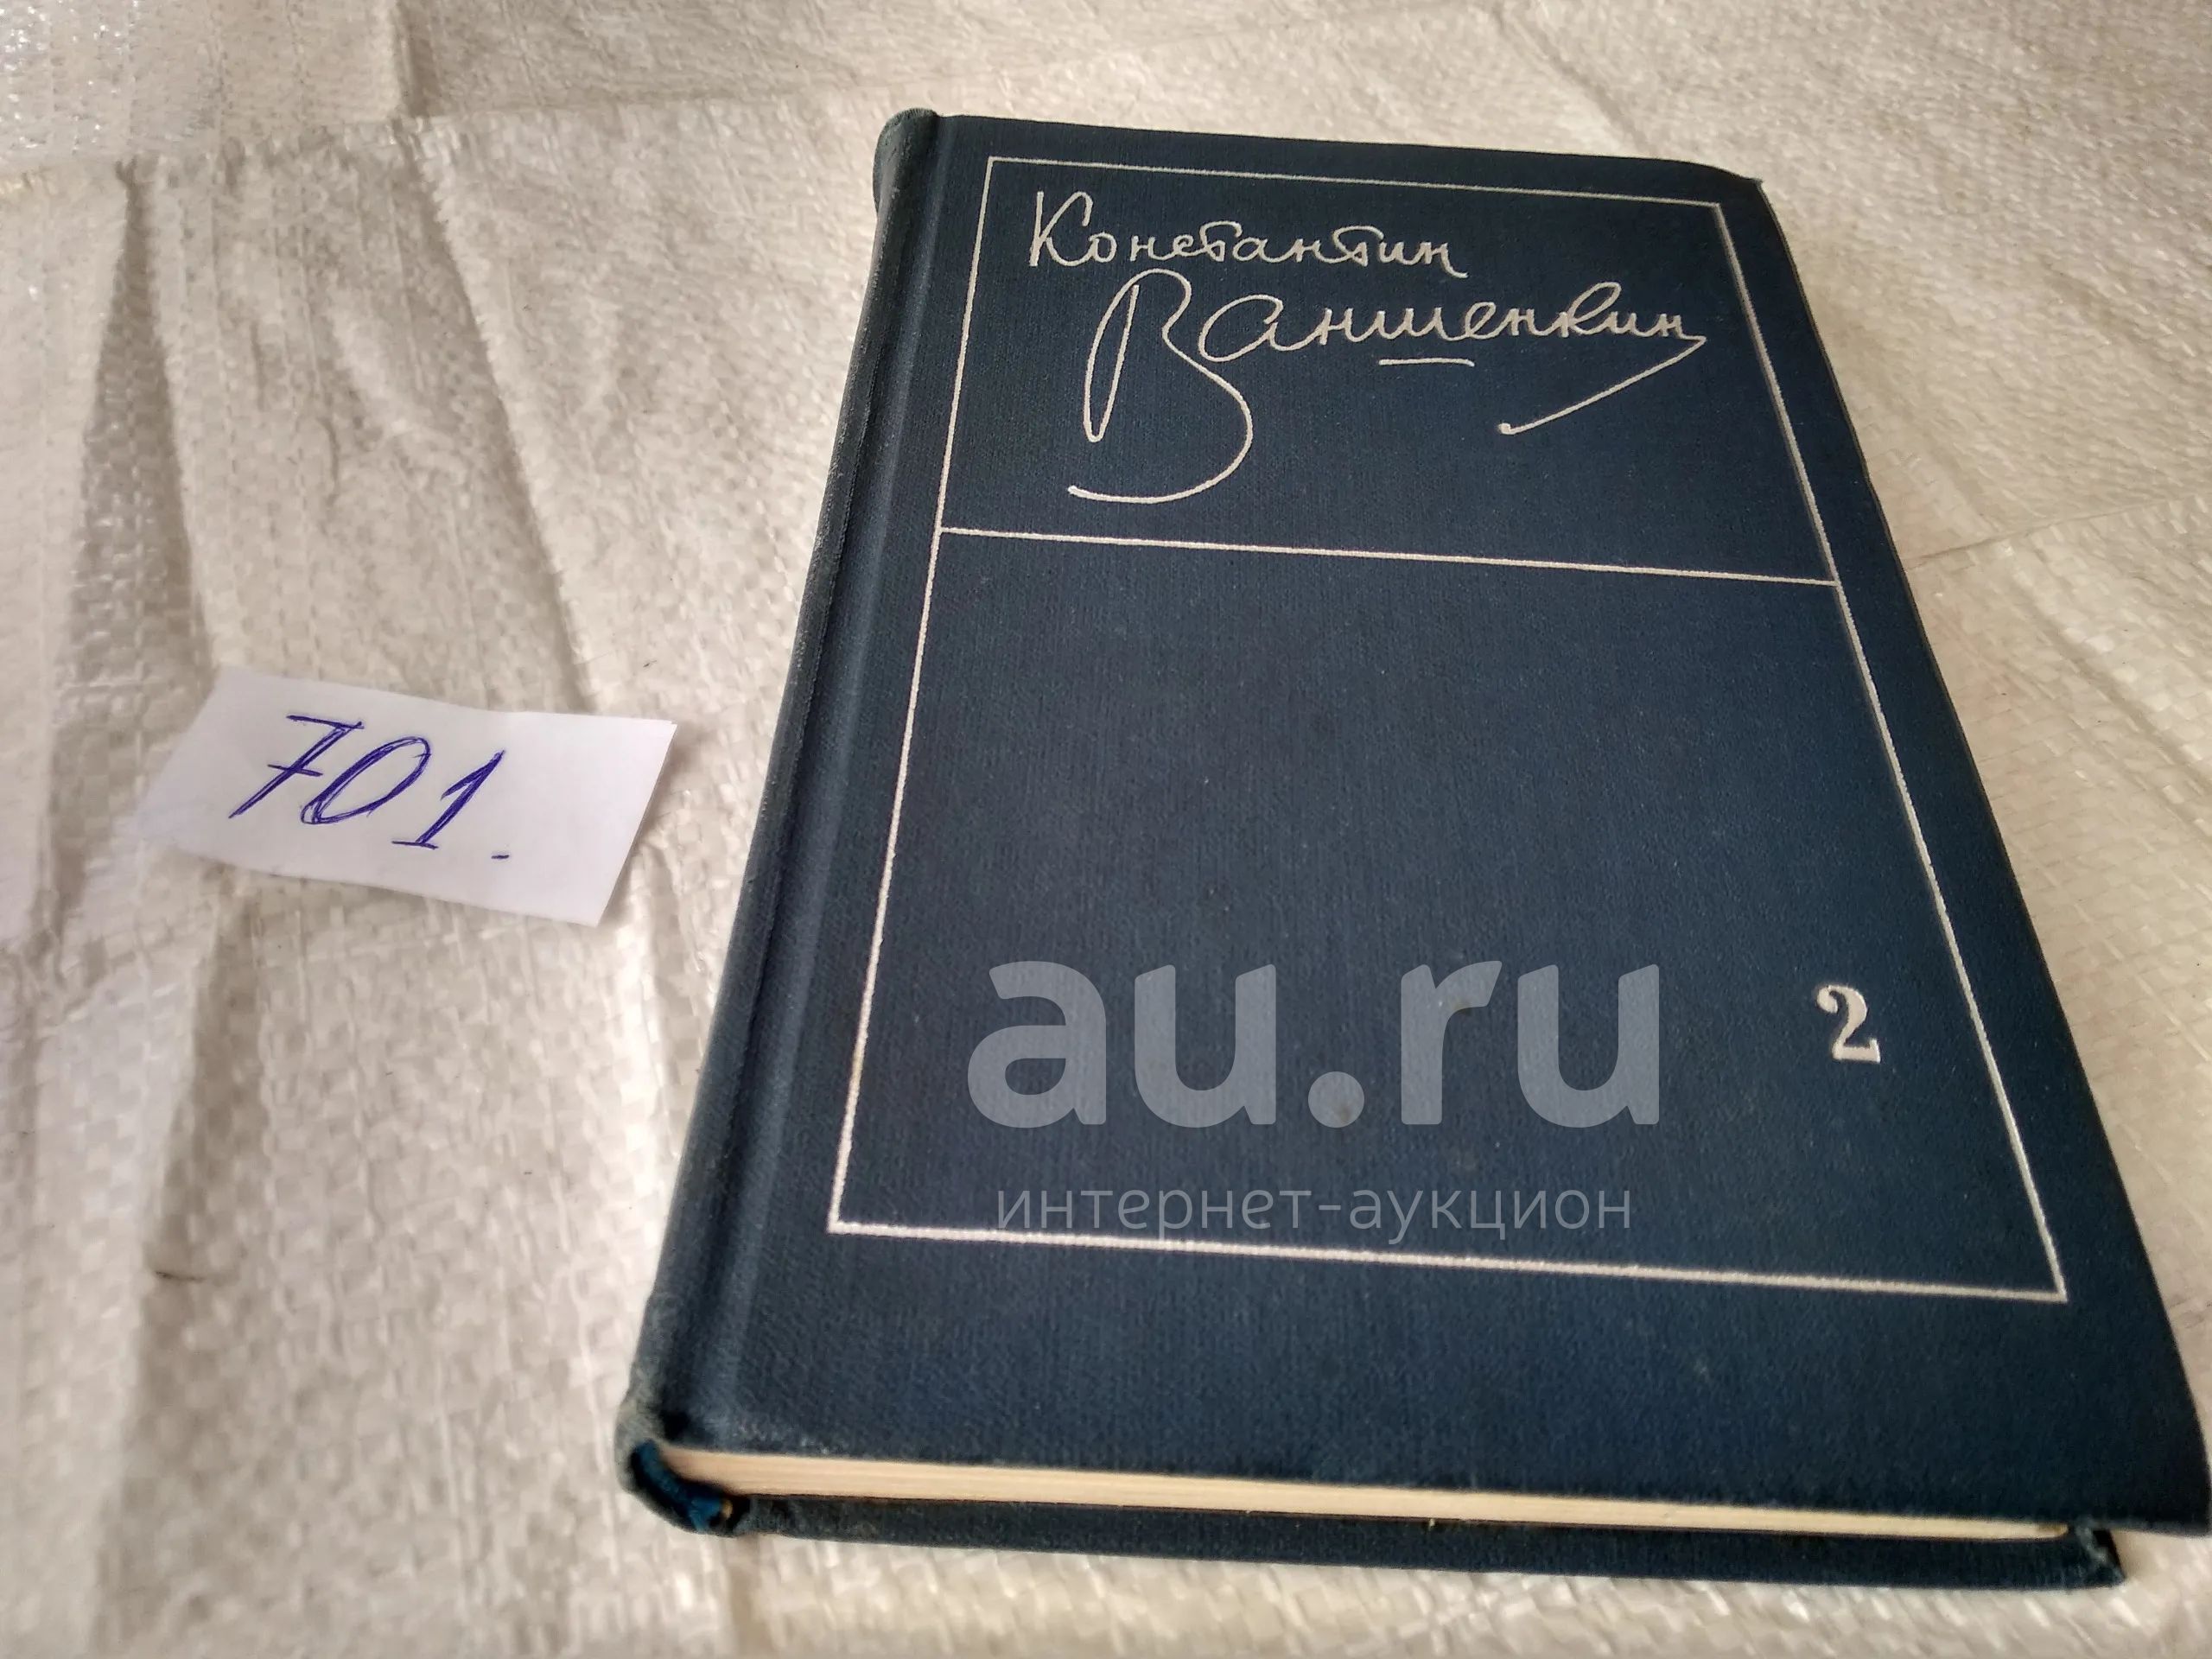 Константин
Ваншенкин
701.
2
au.ru
интернет-аукцион